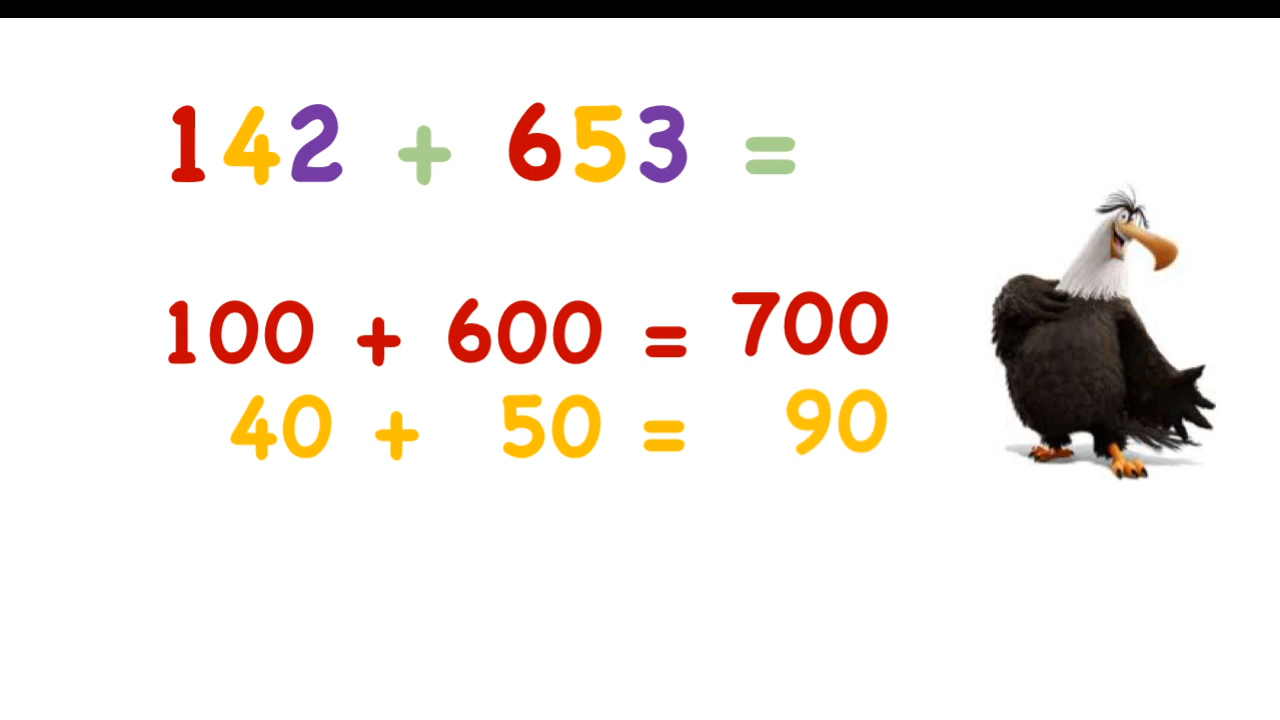 142 + 653 =
100 + 600 = 700
40 + 50 = 90